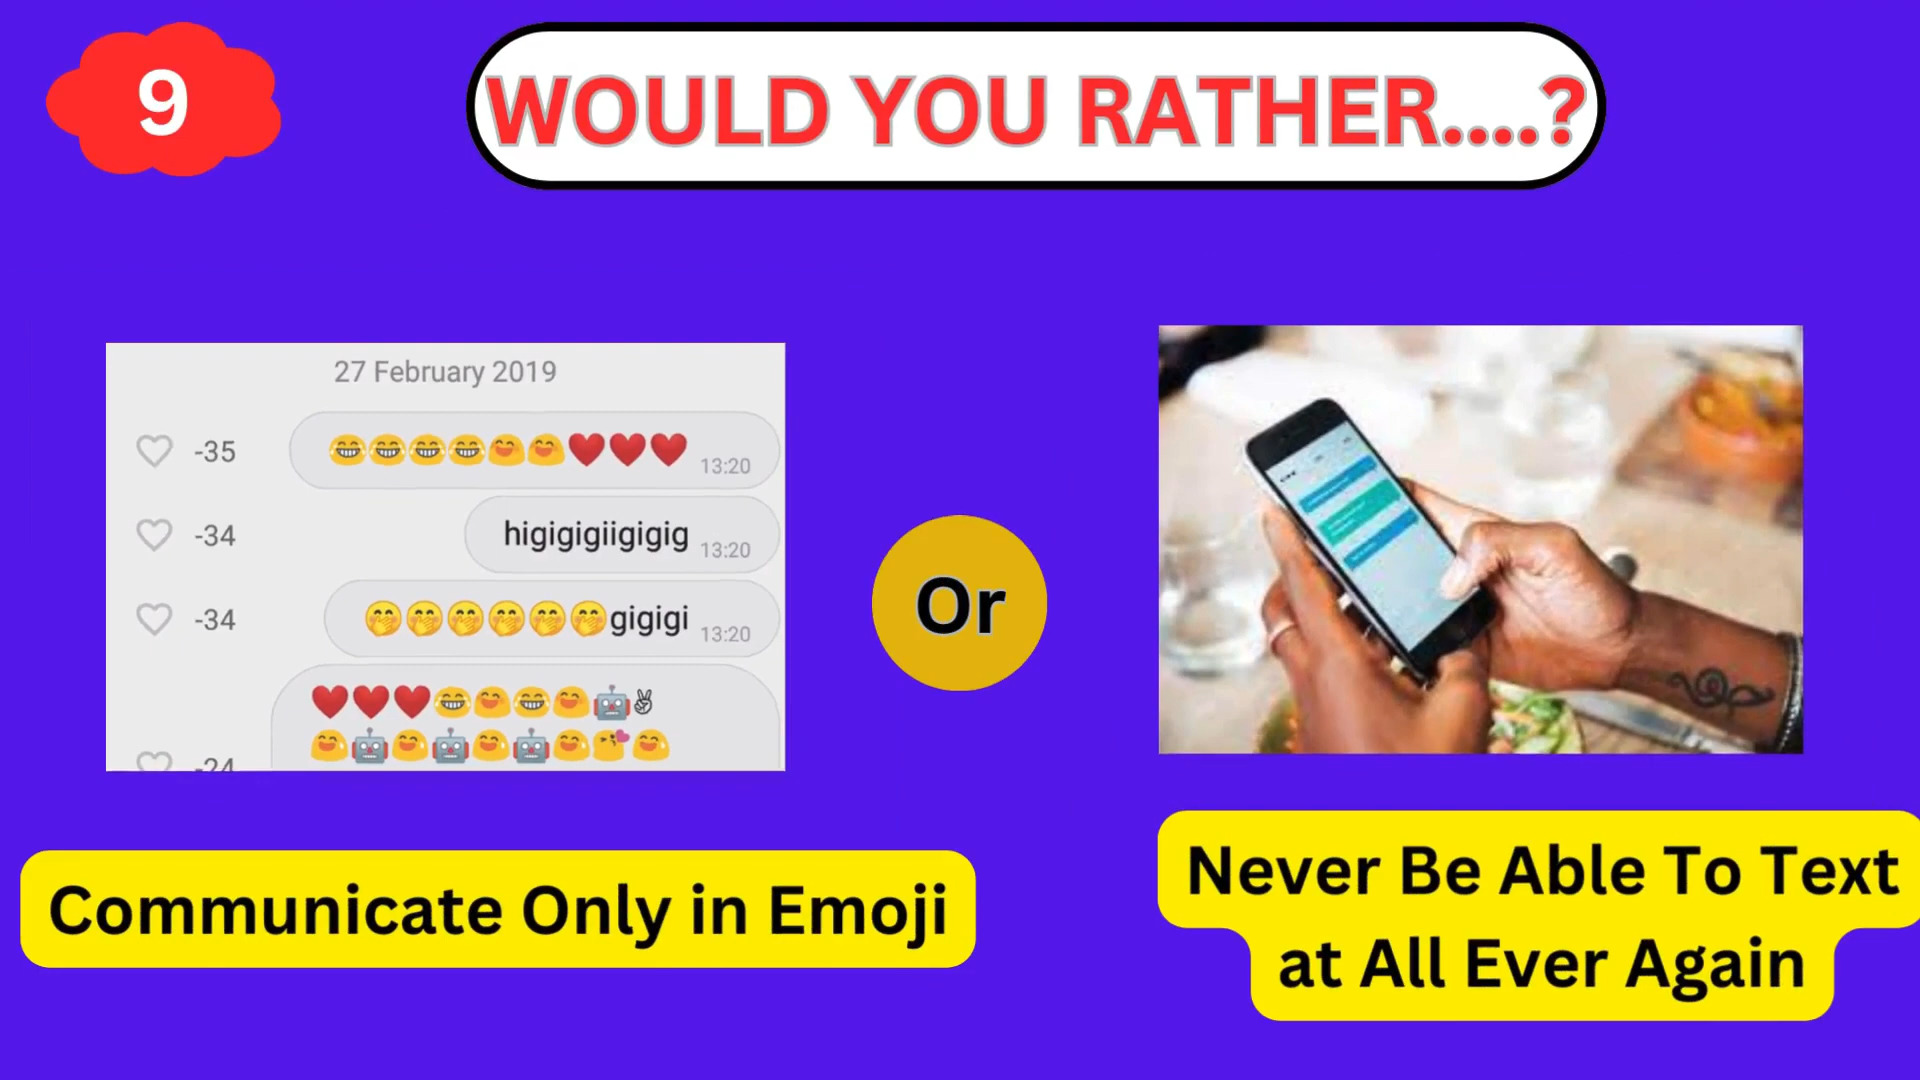 9
WOULD YOU RATHER....?
27 February 2019
-35
😂😂😂😂😅😅❤️❤️❤️ 13:20
-34
higigigiigigig 13:20
-34
🤭🤭🤭🤭🤭🤭gigigi 13:20
❤️❤️❤️😂😅😂😅🤖✌
😅🤖😅🤖😅🤖😅😘😅
-24
Or
Communicate Only in Emoji
Never Be Able To Text
at All Ever Again